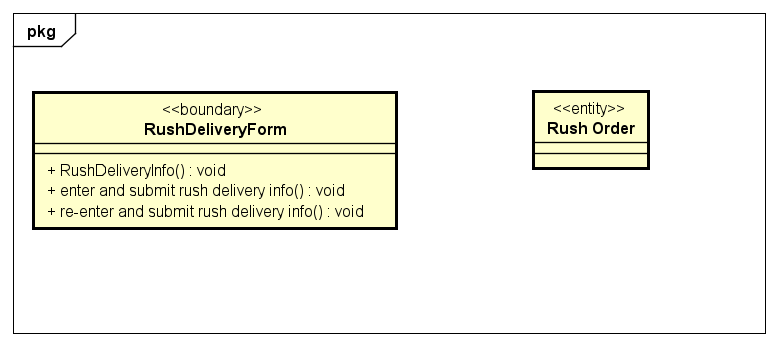 pkg
<<boundary>>
RushDeliveryForm
+ RushDeliveryInfo() : void
+ enter and submit rush delivery info() : void
+ re-enter and submit rush delivery info() : void
<<entity>>
Rush Order